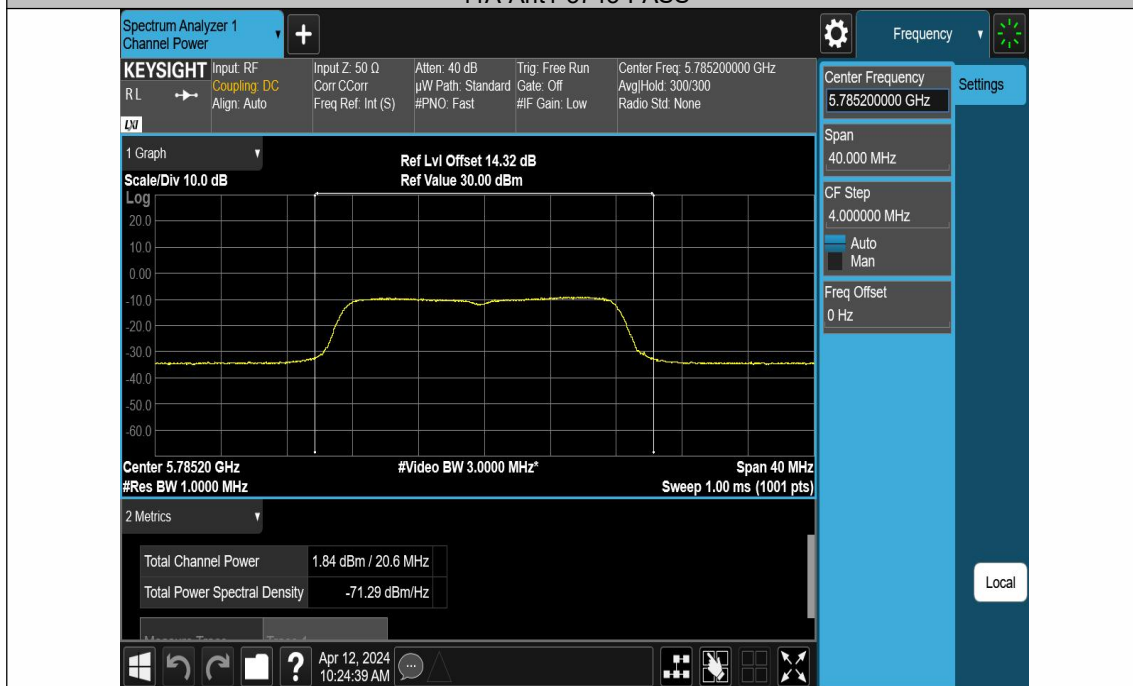 Spectrum Analyzer 1
Channel Power
Frequency
KEYSIGHT
RL
LXI
Input: RF
Coupling: DC
Align: Auto
Input Z: 50 Ω
Corr CCorr
Freq Ref: Int (S)
Atten: 40 dB
µW Path: Standard
#PNO: Fast
Trig: Free Run
Gate: Off
#IF Gain: Low
Center Freq: 5.785200000 GHz
Avg|Hold: 300/300
Radio Std: None
Center Frequency
5.785200000 GHz
Settings
Span
40.000 MHz
CF Step
4.000000 MHz
Auto
Man
Freq Offset
0 Hz
1 Graph
Scale/Div 10.0 dB
Ref Lvl Offset 14.32 dB
Ref Value 30.00 dBm
Log
20.0
10.0
0.00
-10.0
-20.0
-30.0
-40.0
-50.0
-60.0
Center 5.78520 GHz
#Video BW 3.0000 MHz*
Span 40 MHz
#Res BW 1.0000 MHz
Sweep 1.00 ms (1001 pts)
2 Metrics
Total Channel Power 1.84 dBm / 20.6 MHz
Total Power Spectral Density -71.29 dBm/Hz
Local
?
Apr 12, 2024
10:24:39 AM